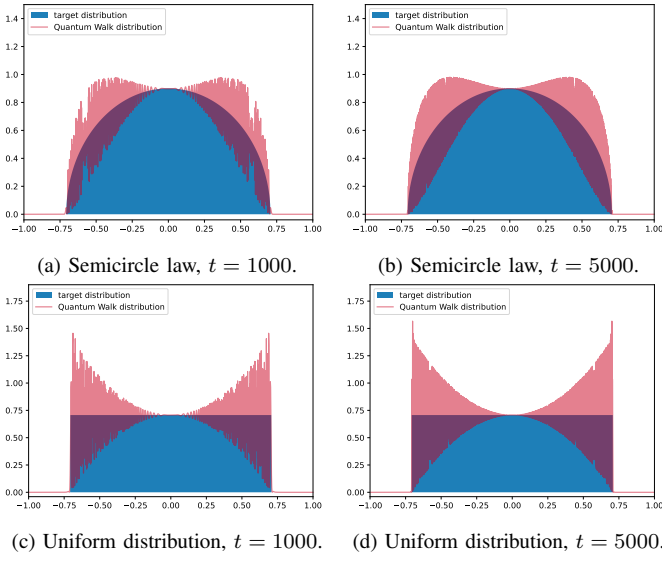 target distribution
Quantum Walk distribution
1.4
1.2
1.0
0.8
0.6
0.4
0.2
0.0
−1.00 −0.75 −0.50 −0.25 0.00 0.25 0.50 0.75 1.00
(a) Semicircle law, t = 1000.
target distribution
Quantum Walk distribution
1.4
1.2
1.0
0.8
0.6
0.4
0.2
0.0
−1.00 −0.75 −0.50 −0.25 0.00 0.25 0.50 0.75 1.00
(b) Semicircle law, t = 5000.
target distribution
Quantum Walk distribution
1.75
1.50
1.25
1.00
0.75
0.50
0.25
0.00
−1.00 −0.75 −0.50 −0.25 0.00 0.25 0.50 0.75 1.00
(c) Uniform distribution, t = 1000.
target distribution
Quantum Walk distribution
1.75
1.50
1.25
1.00
0.75
0.50
0.25
0.00
−1.00 −0.75 −0.50 −0.25 0.00 0.25 0.50 0.75 1.00
(d) Uniform distribution, t = 5000.